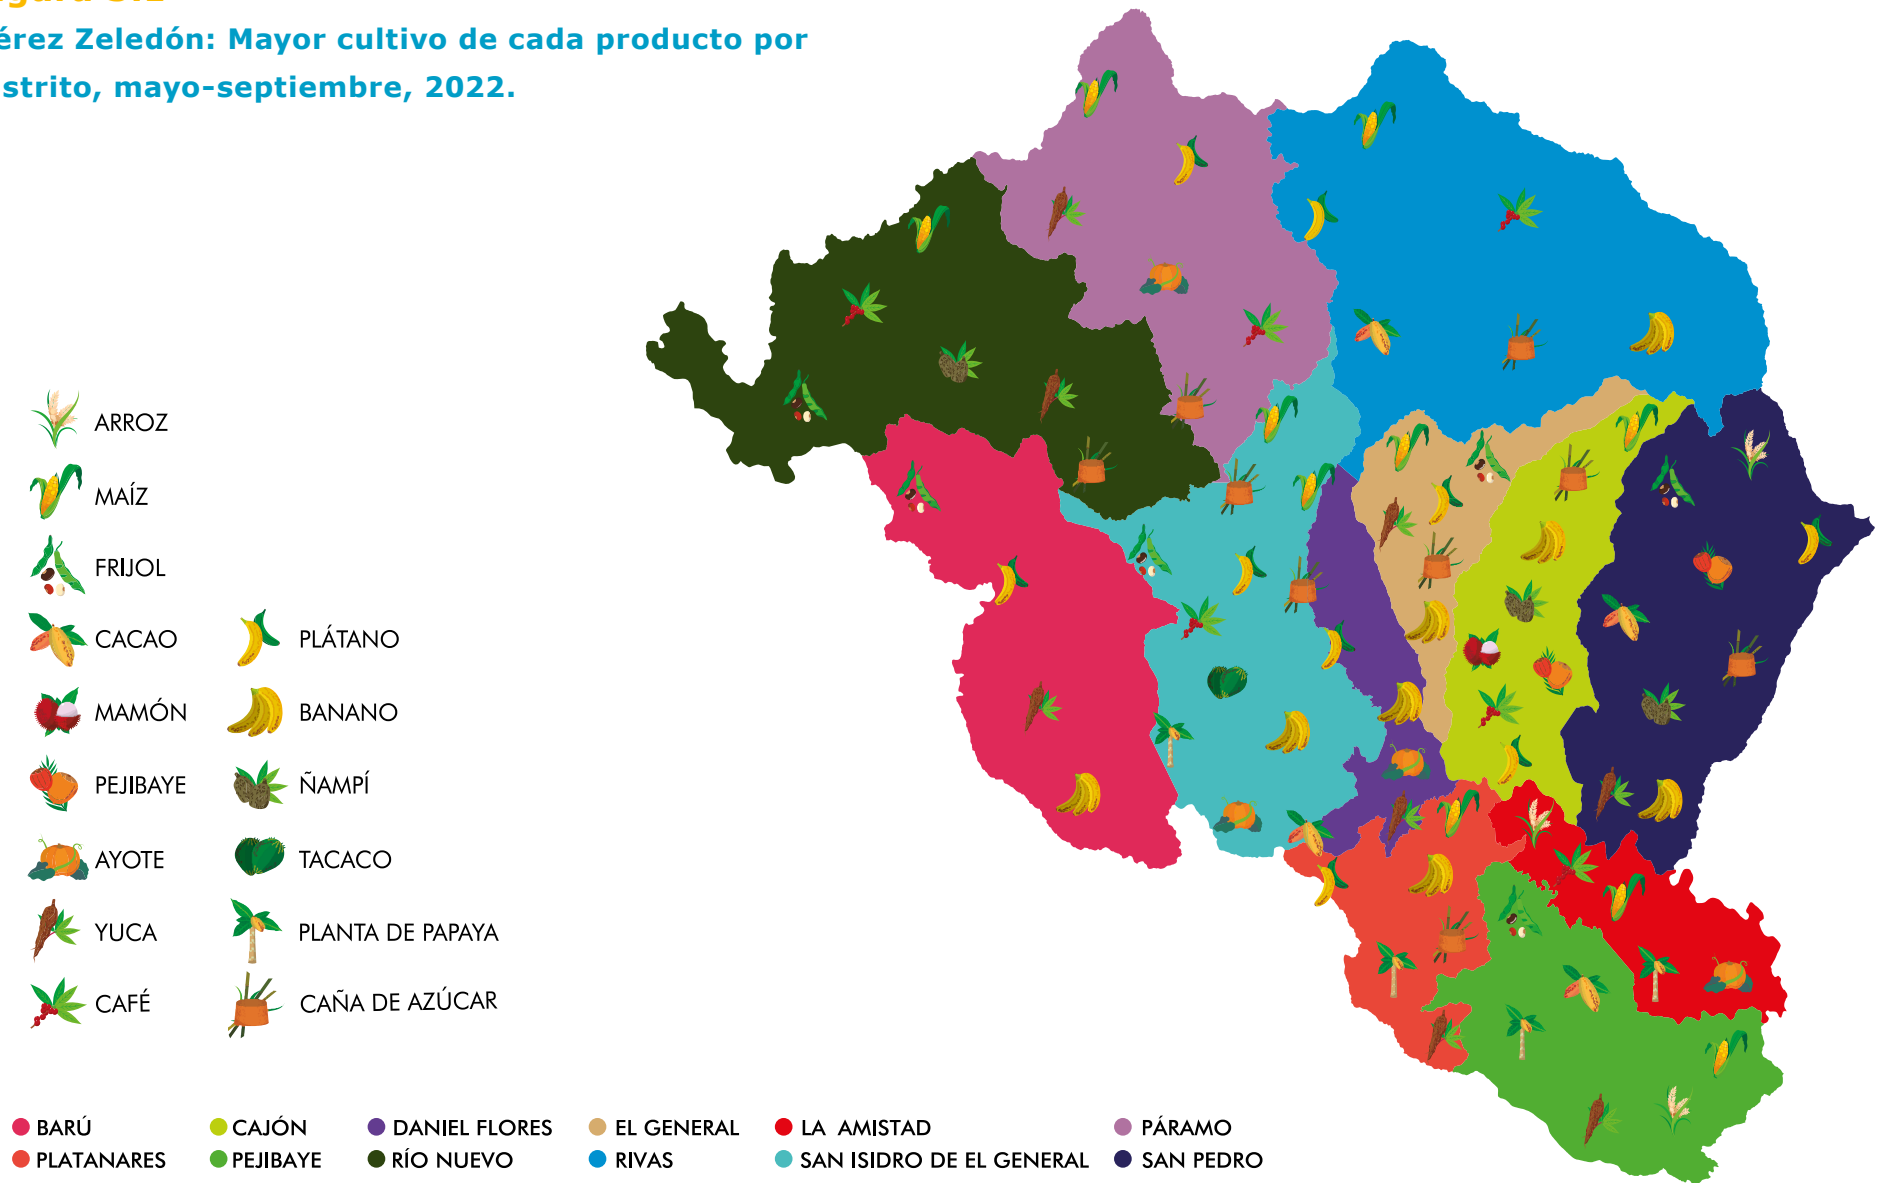 érez Zeledón: Mayor cultivo de cada producto por
strito, mayo-septiembre, 2022.
ARROZ
MAÍZ
FRIJOL
CACAO
MAMÓN
PEJIBAYE
AYOTE
YUCA
CAFÉ
PLÁTANO
BANANO
ÑAMPÍ
TACACO
PLANTA DE PAPAYA
CAÑA DE AZÚCAR
BARÚ
CAJÓN
DANIEL FLORES
EL GENERAL
LA AMISTAD
PÁRAMO
PLATANARES
PEJIBAYE
RÍO NUEVO
RIVAS
SAN ISIDRO DE EL GENERAL
SAN PEDRO